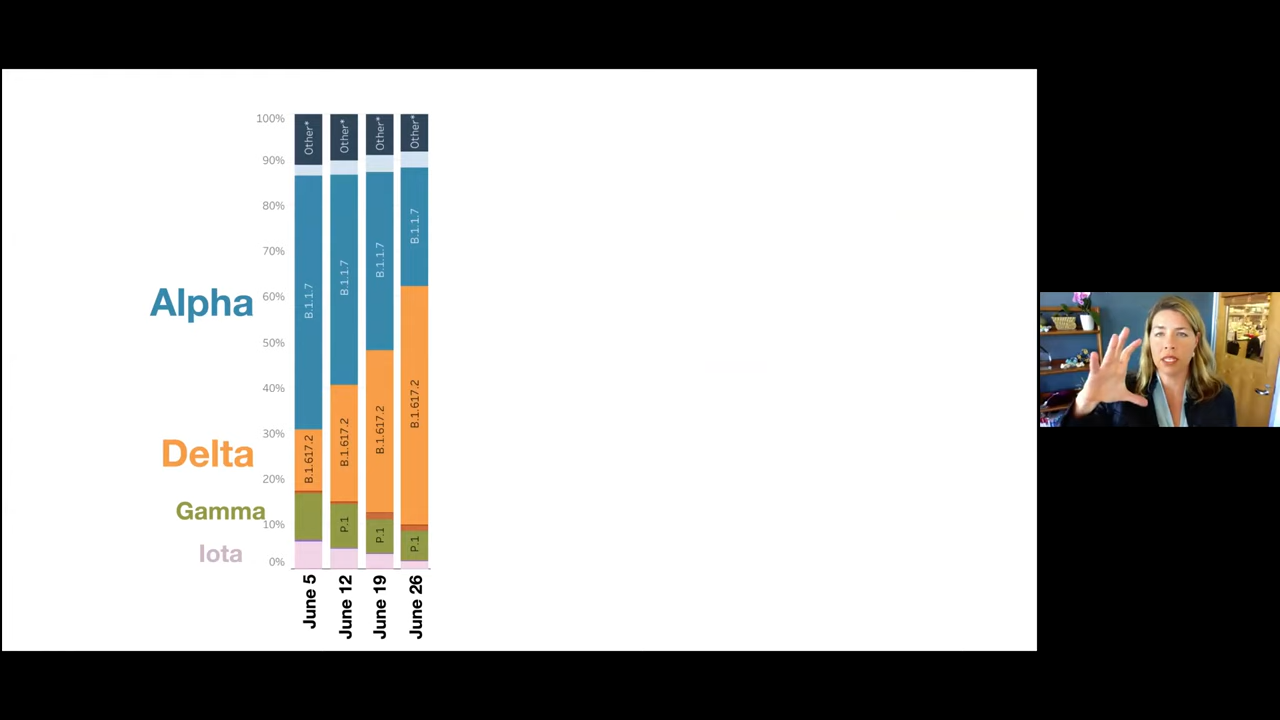 100%
90%
80%
70%
60%
50%
40%
30%
20%
10%
0%
Alpha
Delta
Gamma
Iota
Other*
B.1.1.7
B.1.617.2
June 5
Other*
B.1.1.7
B.1.617.2
P.1
June 12
Other*
B.1.1.7
B.1.617.2
P.1
June 19
Other*
B.1.1.7
B.1.617.2
P.1
June 26